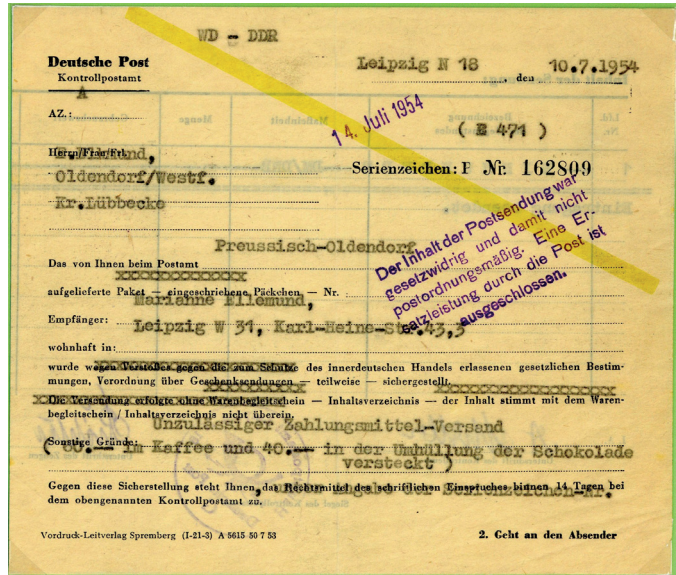 WD - DDR
Deutsche Post
Kontrollpostamt
A
Leipzig N 18, den 10.7.1954
14. Juli 1954
AZ.:
( E 471 )
Herrn/Frau/Frl.
Oldendorf/Westf.
Kr.Lübbecke
Serienzeichen: Nr. 162809
Der Inhalt der Postsendung war
gesetzwidrig und damit nicht
postordnungsmäßig. Eine Er-
satzleistung durch die Post ist
ausgeschlossen.
Preussisch-Oldendorf
Das von Ihnen beim Postamt
xxxxxxxxxxxxx
aufgelieferte Paket — eingeschriebene Päckchen — Nr.
Marianne Ellemund,
Empfänger: Leipzig W 31, Karl-Heine-Str.43,3
wohnhaft in:
wurde wegen Verstoßes gegen die zum Schutze des innerdeutschen Handels erlassenen gesetzlichen Bestim-
mungen, Verordnung über Geschenksendungen — teilweise — sichergestellt.
Die Versendung erfolgte ohne Warenbegleitschein — Inhaltsverzeichnis — der Inhalt stimmt mit dem Waren-
begleitschein / Inhaltsverzeichnis nicht überein.
Unzulässiger Zahlungsmittel-Versand
Sonstige Gründe:
( 60.-- im Kaffee und 40.-- in der Umhüllung der Schokolade
versteckt )
Gegen diese Sicherstellung steht Ihnen, das Rechtsmittel des schriftlichen Einspruches binnen 14 Tagen bei
Angabe der Serienzeichen-Nr.
dem obengenannten Kontrollpostamt zu.
Vordruck-Leitverlag Spremberg (I-21-3) A 5615 50 7 53
2. Geht an den Absender